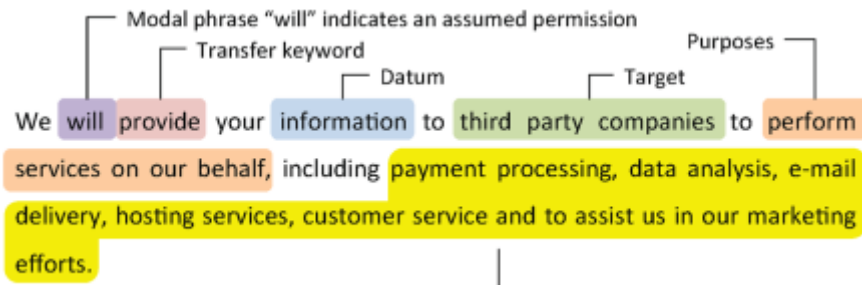 Modal phrase “will” indicates an assumed permission
Transfer keyword
Purposes
Datum
Target
We will provide your information to third party companies to perform
services on our behalf, including payment processing, data analysis, e-mail
delivery, hosting services, customer service and to assist us in our marketing
efforts.